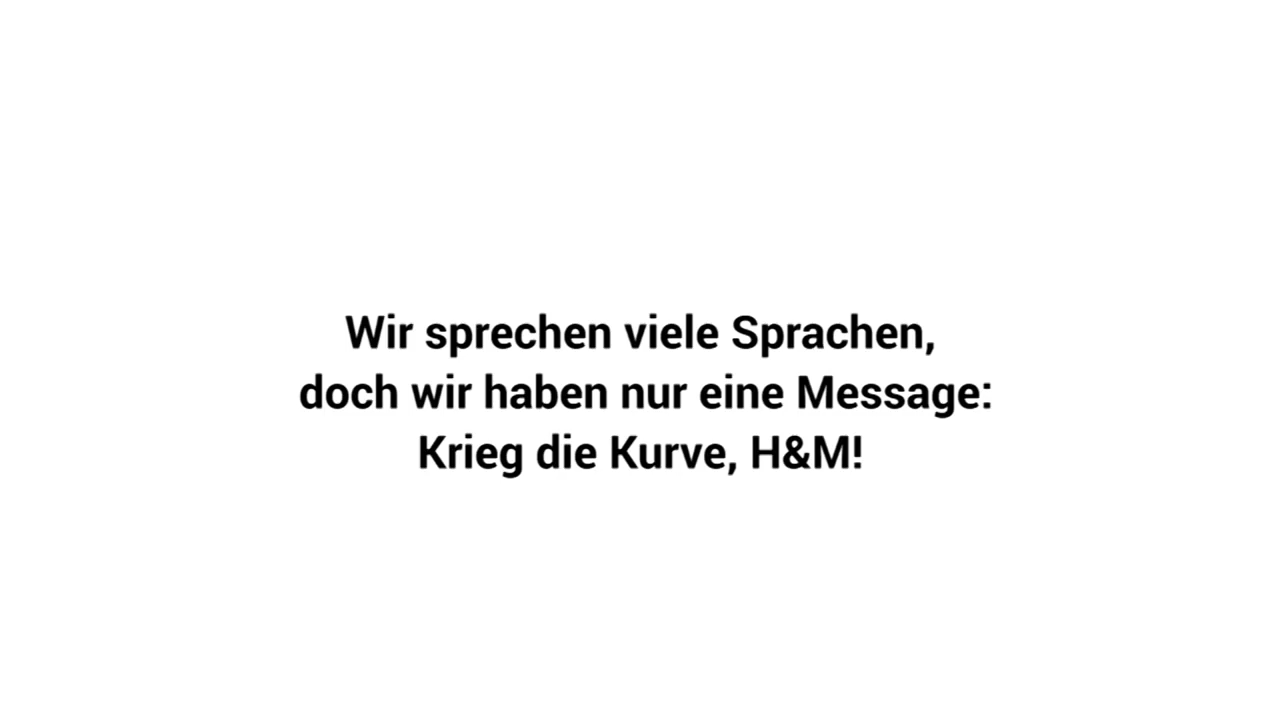 Wir sprechen viele Sprachen,
doch wir haben nur eine Message:
Krieg die Kurve, H&M!